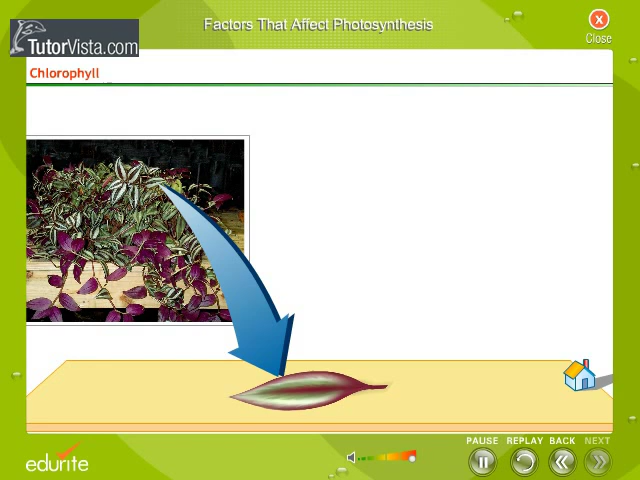 Factors That Affect Photosynthesis
X
Close
TutorVista.com
Chlorophyll
PAUSE REPLAY BACK NEXT
edurite